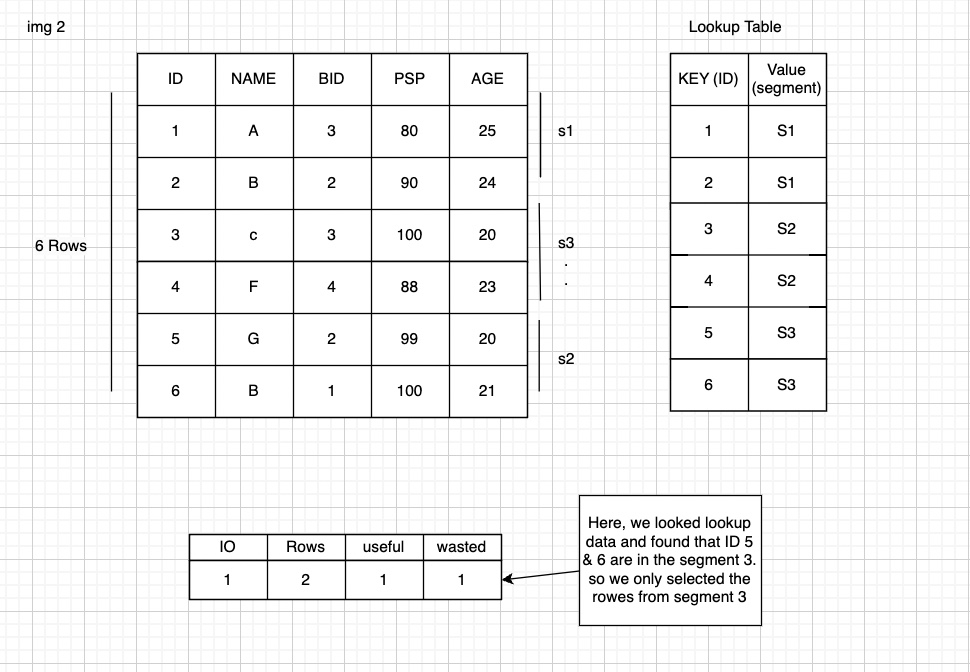 img 2
Lookup Table
ID NAME BID PSP AGE
1 A 3 80 25
2 B 2 90 24
3 c 3 100 20
4 F 4 88 23
5 G 2 99 20
6 B 1 100 21
6 Rows
s1
s3
.
.
s2
KEY (ID) Value
(segment)
1 S1
2 S1
3 S2
4 S2
5 S3
6 S3
IO Rows useful wasted
1 2 1 1
Here, we looked lookup
data and found that ID 5
& 6 are in the segment 3.
so we only selected the
rowes from segment 3